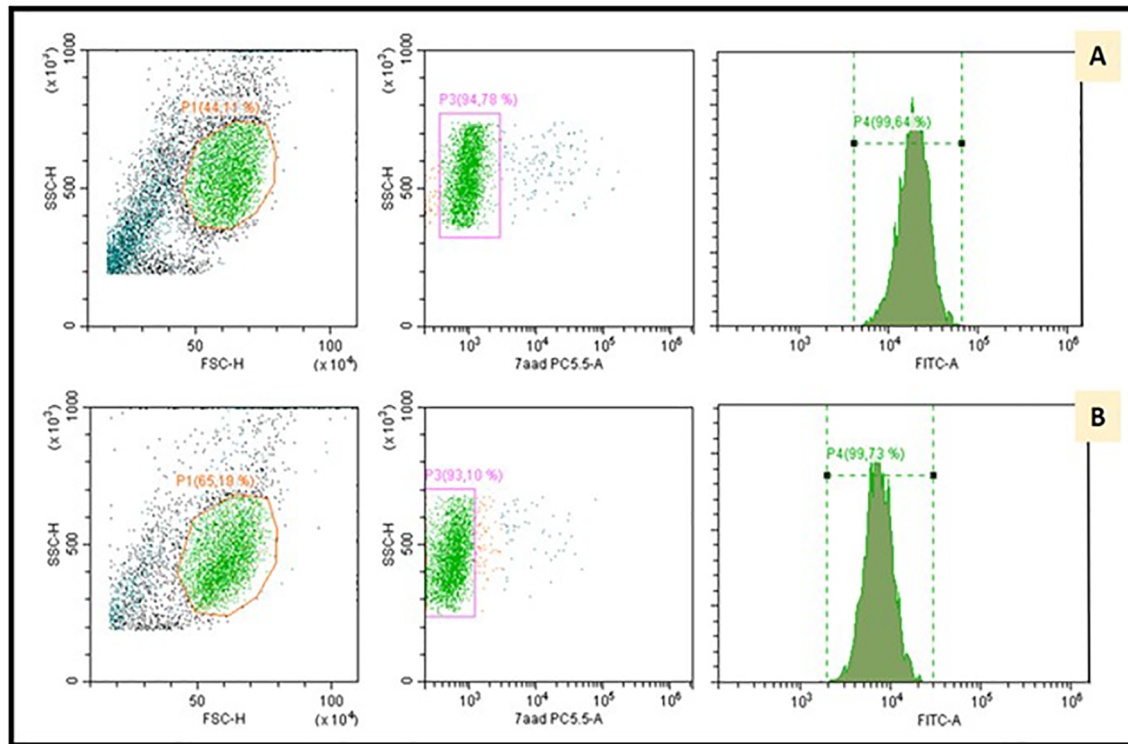 A
(x10³)
1000
500
0
SSC-H
P1(44,11 %)
50
100
FSC-H
(x10⁴)
(x10³)
1000
500
0
SSC-H
P3(94,78 %)
10³
10⁴
10⁵
10⁶
7aad PC5.5-A
P4(99,64 %)
10³
10⁴
10⁵
10⁶
FITC-A
B
(x10³)
1000
500
0
SSC-H
P1(65,18 %)
50
100
FSC-H
(x10⁴)
(x10³)
1000
500
0
SSC-H
P3(93,10 %)
10³
10⁴
10⁵
10⁶
7aad PC5.5-A
P4(99,73 %)
10³
10⁴
10⁵
10⁶
FITC-A